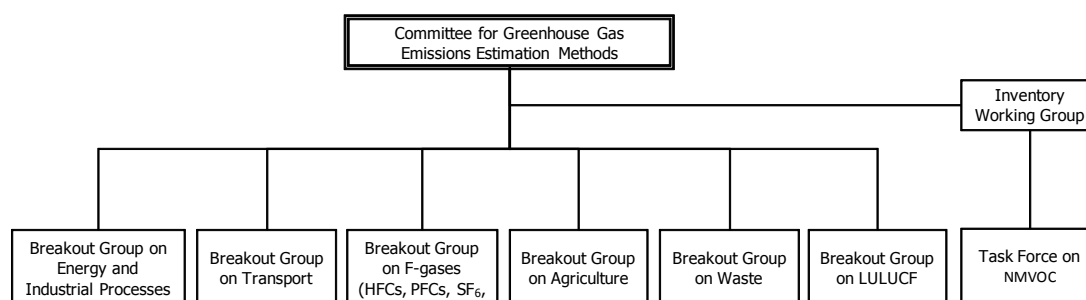 Committee for Greenhouse Gas
Emissions Estimation Methods
Inventory
Working Group
Breakout Group on
Energy and
Industrial Processes
Breakout Group
on Transport
Breakout Group
on F-gases
(HFCs, PFCs, SF₆,
Breakout Group
on Agriculture
Breakout Group
on Waste
Breakout Group
on LULUCF
Task Force on
NMVOC